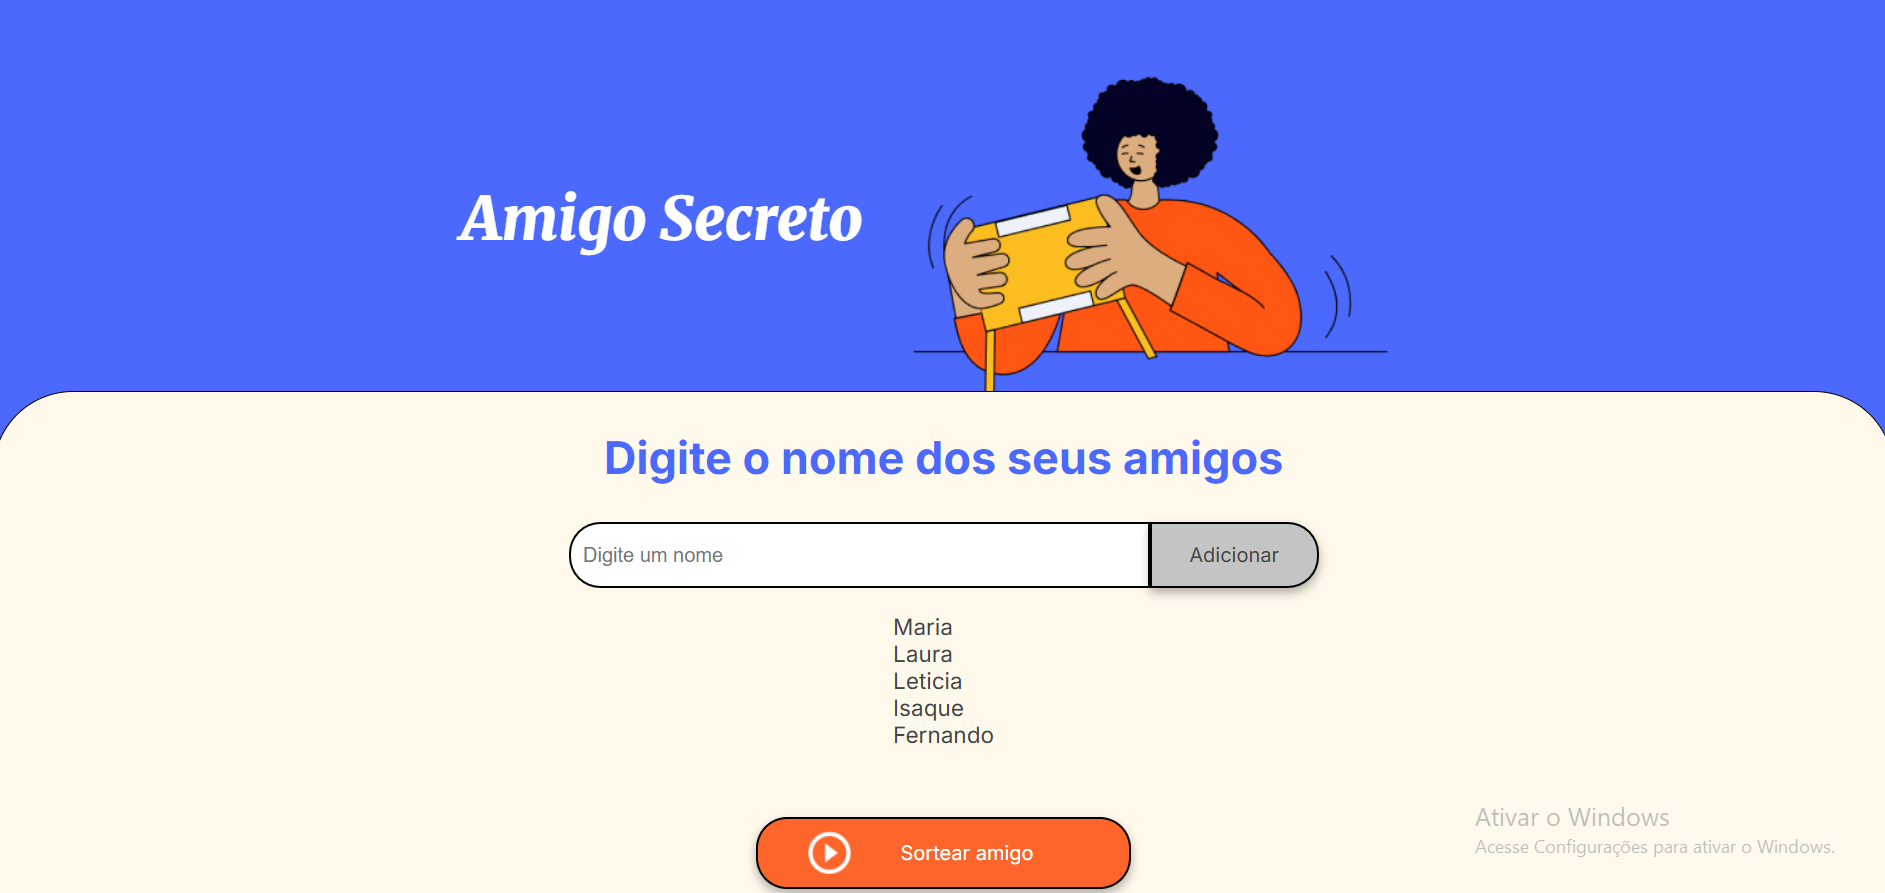 Amigo Secreto
Digite o nome dos seus amigos
Digite um nome
Adicionar
Maria
Laura
Leticia
Isaque
Fernando
Sortear amigo
Ativar o Windows
Acesse Configurações para ativar o Windows.